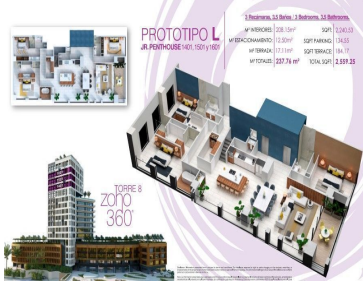 PROTOTIPO L
JR. PENTHOUSE 1401, 1501 y 1601
3 Recámaras, 3.5 Baños / 3 Bedrooms, 3.5 Bathrooms.
M² INTERIORES: 208.15m² SQFT: 2,240.53
M² ESTACIONAMIENTO: 12.50m² SQFT PARKING: 134.55
M² TERRAZA: 17.11m² SQFT TERRACE: 184.17
M² TOTALES: 237.76 m² TOTAL SQFT: 2,559.25
TORRE 8
zona
360°